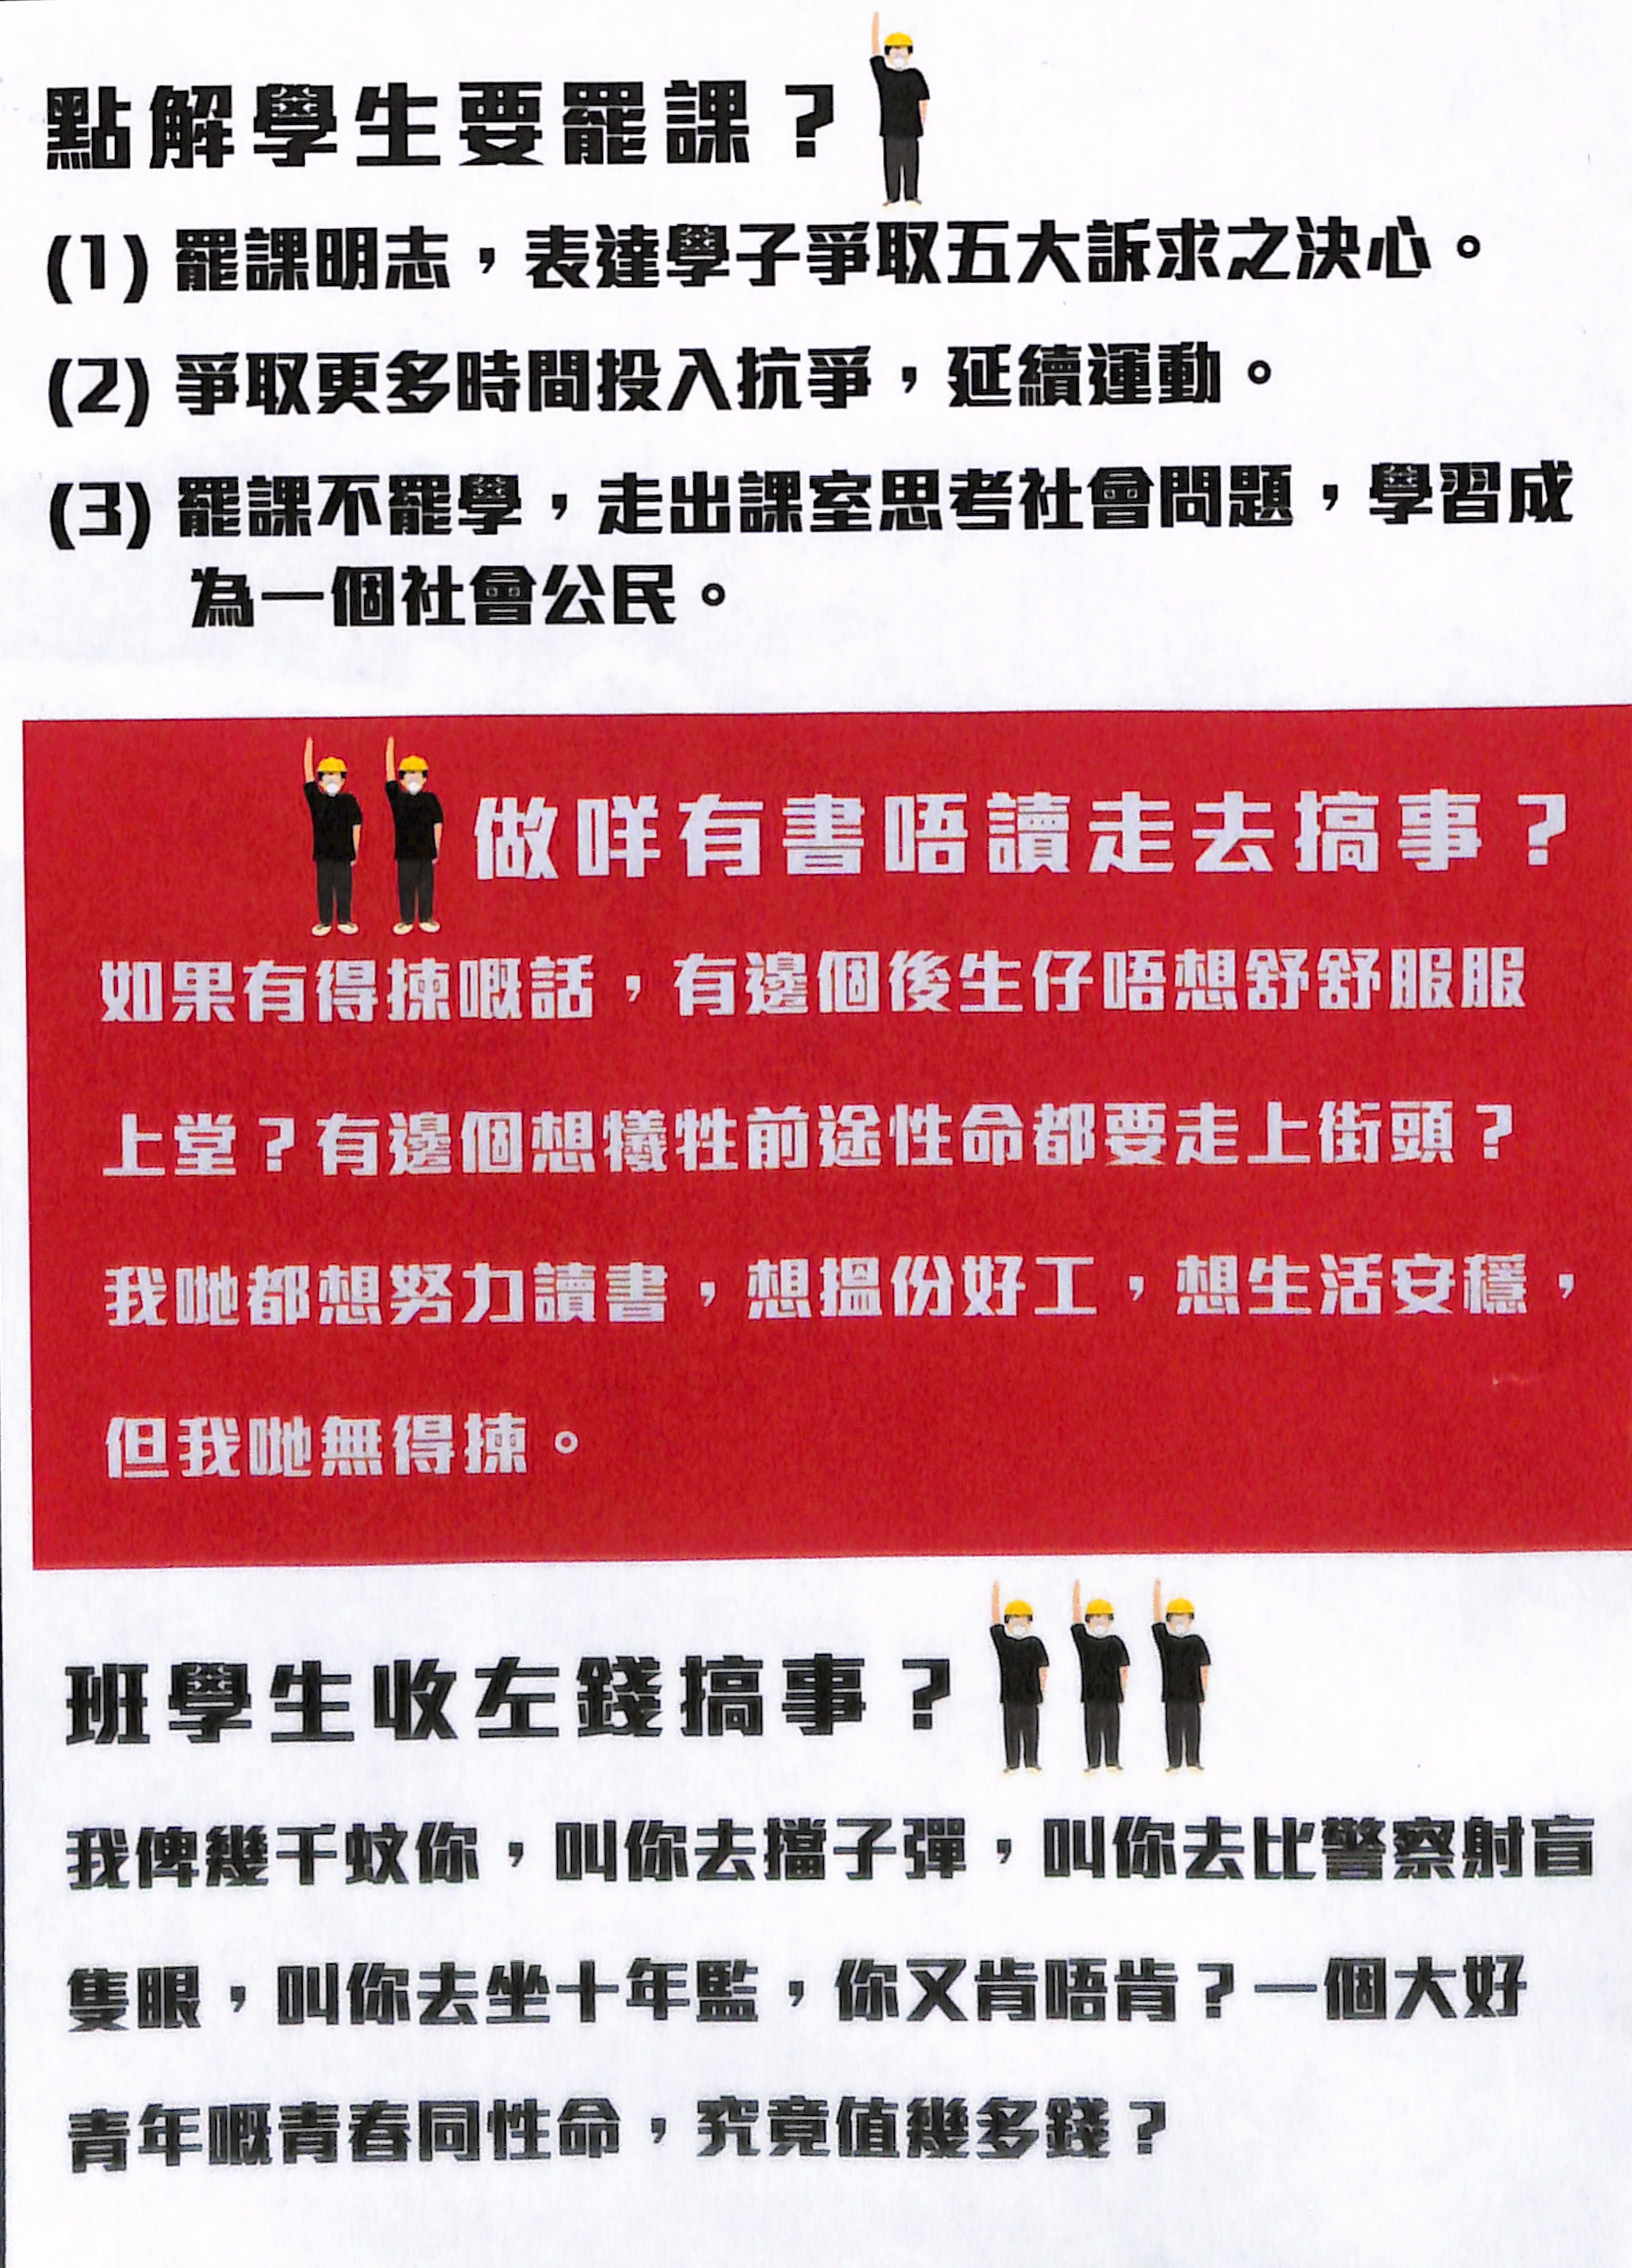 點解學生要罷課？
(1) 罷課明志，表達學子爭取五大訴求之決心。
(2) 爭取更多時間投入抗爭，延續運動。
(3) 罷課不罷學，走出課室思考社會問題，學習成
為一個社會公民。
做咩有書唔讀走去搞事？
如果有得揀嘅話，有邊個後生仔唔想舒舒服服
上堂？有邊個想犧牲前途性命都要走上街頭？
我哋都想努力讀書，想搵份好工，想生活安穩，
但我哋無得揀。
班學生收左錢搞事？
我俾幾千蚊你，叫你去擋子彈，叫你去比警察射盲
隻眼，叫你去坐十年監，你又肯唔肯？一個大好
青年嘅青春同性命，究竟值幾多錢？